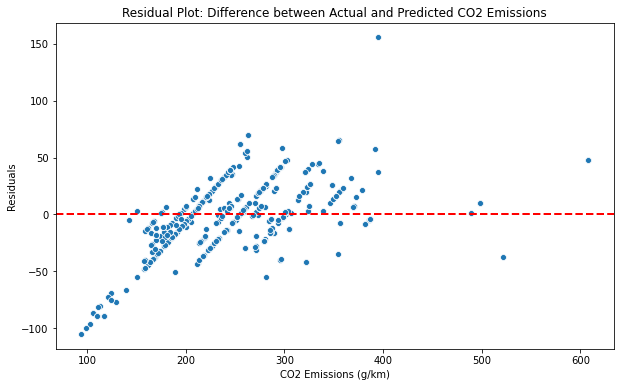 Residual Plot: Difference between Actual and Predicted CO2 Emissions
150
100
50
0
−50
−100
Residuals
100 200 300 400 500 600
CO2 Emissions (g/km)